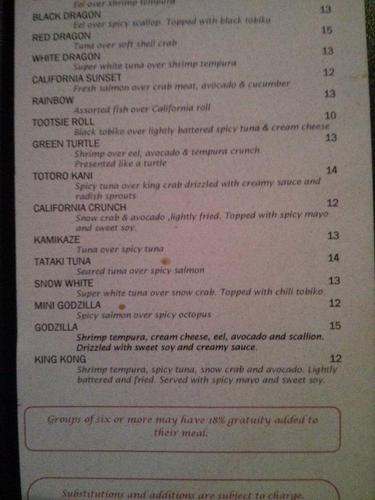 Eel over shrimp tempura
BLACK DRAGON 13
Eel over spicy scallop. Topped with black tobiko
RED DRAGON 15
Tuna over soft shell crab
WHITE DRAGON 13
Super white tuna over shrimp tempura
CALIFORNIA SUNSET 12
Fresh salmon over crab meat, avocado & cucumber
RAINBOW 13
Assorted fish over California roll
TOOTSIE ROLL 10
Black tobiko over lightly battered spicy tuna & cream cheese
GREEN TURTLE 13
Shrimp over eel, avocado & tempura crunch.
Presented like a turtle
TOTORO KANI 14
Spicy tuna over king crab drizzled with creamy sauce and
radish sprouts
CALIFORNIA CRUNCH 12
Snow crab & avocado ,lightly fried. Topped with spicy mayo
and sweet soy.
KAMIKAZE 13
Tuna over spicy tuna
TATAKI TUNA 14
Seared tuna over spicy salmon
SNOW WHITE 13
Super white tuna over snow crab. Topped with chili tobiko
MINI GODZILLA 12
Spicy salmon over spicy octopus
GODZILLA 15
Shrimp tempura, cream cheese, eel, avocado and scallion.
Drizzled with sweet soy and creamy sauce.
KING KONG 12
Shrimp tempura, spicy tuna, snow crab and avocado. Lightly
battered and fried. Served with spicy mayo and sweet soy.
Groups of six or more may have 18% gratuity added to
their meal.
Substitutions and additions are subject to charge.